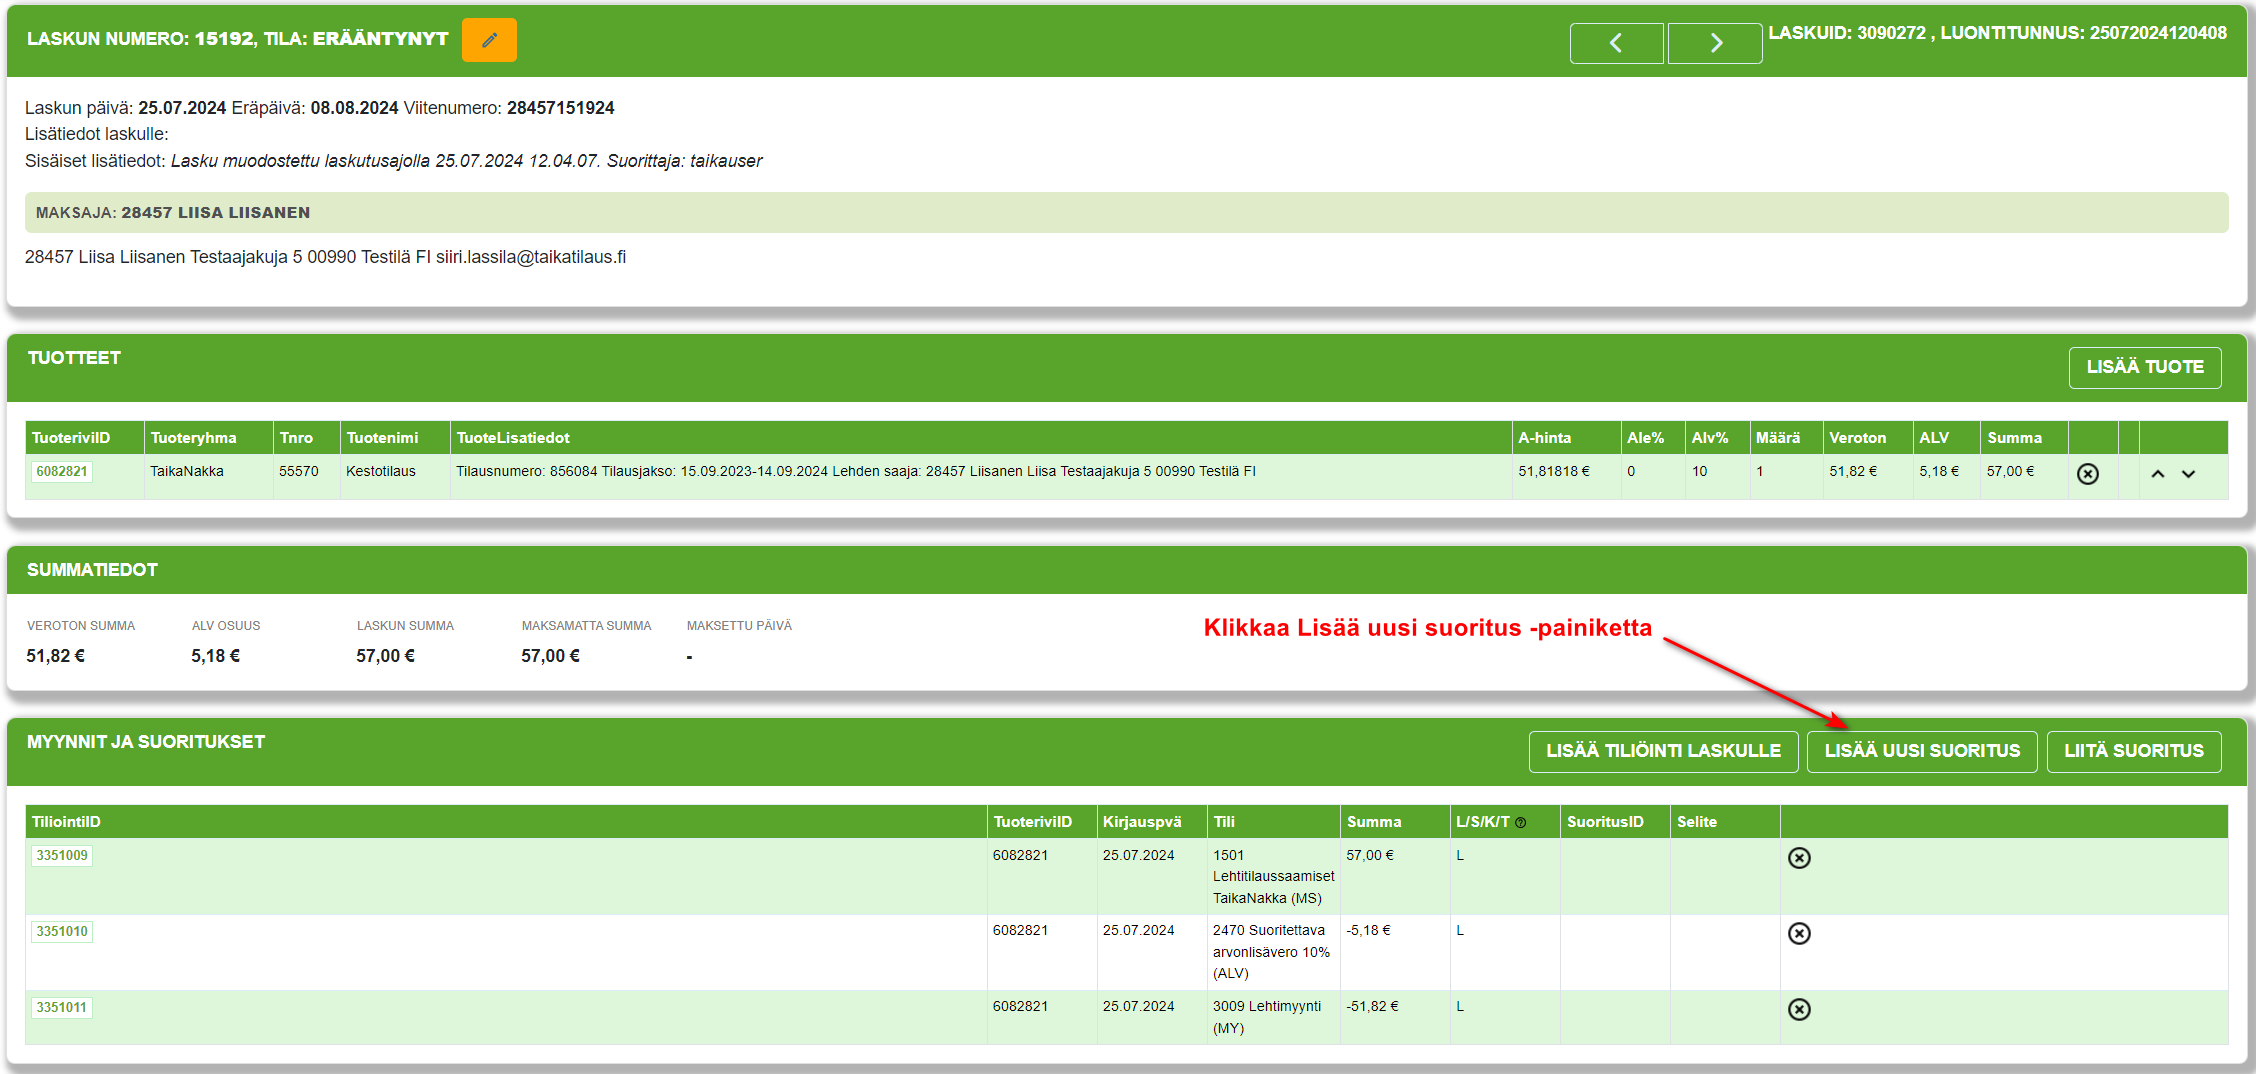 LASKUN NUMERO: 15192, TILA: ERÄÄNTYNYT
LASKUID: 3090272 , LUONTITUNNUS: 25072024120408
Laskun päivä: 25.07.2024 Eräpäivä: 08.08.2024 Viitenumero: 28457151924
Lisätiedot laskulle:
Sisäiset lisätiedot: Lasku muodostettu laskutusajolla 25.07.2024 12.04.07. Suorittaja: taikauser
MAKSAJA: 28457 LIISA LIISANEN
28457 Liisa Liisanen Testaajakuja 5 00990 Testilä FI siiri.lassila@taikatilaus.fi
TUOTTEET
LISÄÄ TUOTE
TuoteriviID Tuoteryhma Tnro Tuotenimi TuoteLisatiedot A-hinta Ale% Alv% Määrä Veroton ALV Summa
6082821 TaikaNakka 55570 Kestotilaus Tilausnumero: 856084 Tilausjakso: 15.09.2023-14.09.2024 Lehden saaja: 28457 Liisanen Liisa Testaajakuja 5 00990 Testilä FI 51,81818 € 0 10 1 51,82 € 5,18 € 57,00 €
SUMMATIEDOT
VEROTON SUMMA ALV OSUUS LASKUN SUMMA MAKSAMATTA SUMMA MAKSETTU PÄIVÄ
51,82 € 5,18 € 57,00 € 57,00 € -
Klikkaa Lisää uusi suoritus -painiketta
MYYNNIT JA SUORITUKSET
LISÄÄ TILIÖINTI LASKULLE LISÄÄ UUSI SUORITUS LIITÄ SUORITUS
TiliointiID TuoteriviID Kirjauspvä Tili Summa L/S/K/T SuoritusID Selite
3351009 6082821 25.07.2024 1501 57,00 € L
Lehtitilaussaamiset
TaikaNakka (MS)
3351010 6082821 25.07.2024 2470 Suoritettava -5,18 € L
arvonlisävero 10%
(ALV)
3351011 6082821 25.07.2024 3009 Lehtimyynti -51,82 € L
(MY)